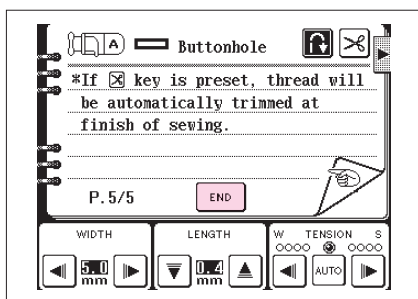 A Buttonhole
*If key is preset, thread will
be automatically trimmed at
finish of sewing.
P.5/5 END
WIDTH LENGTH W TENSION S
5.0 mm 0.4 mm AUTO